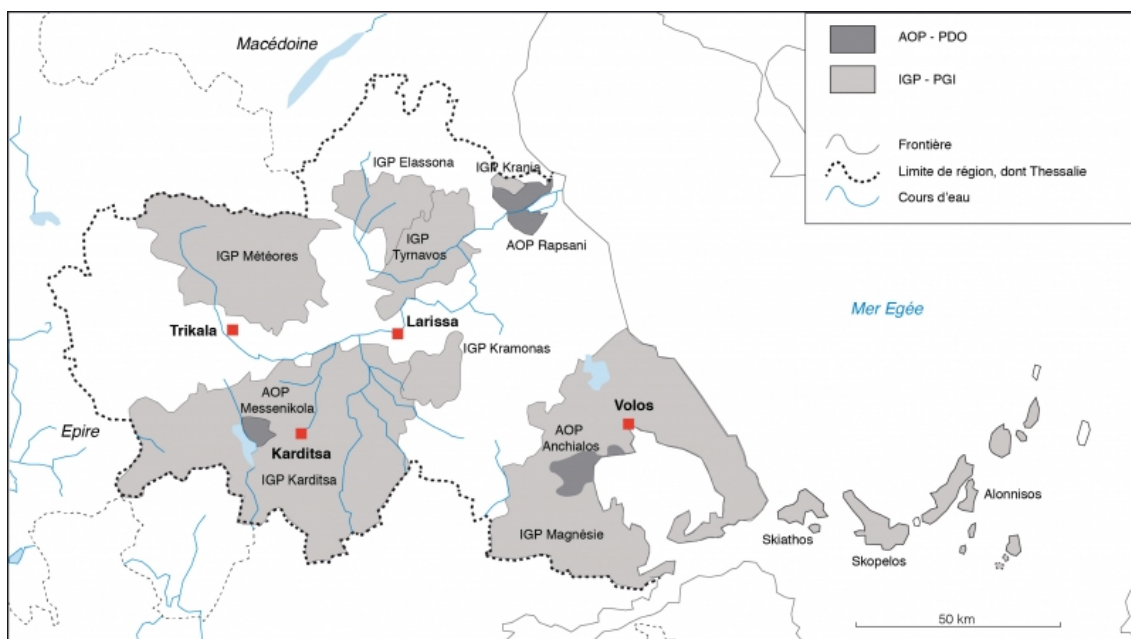 Macédoine
AOP - PDO
IGP - PGI
Frontière
Limite de région, dont Thessalie
Cours d'eau
IGP Elassona
IGP Krania
IGP Météores
IGP
Tyrnavos
AOP Rapsani
Mer Egée
Trikala
Larissa
IGP Kramonas
AOP
Messenikola
Volos
Epire
AOP
Anchialos
Karditsa
IGP Karditsa
IGP Magnésie
Skiathos
Skopelos
Alonnisos
50 km